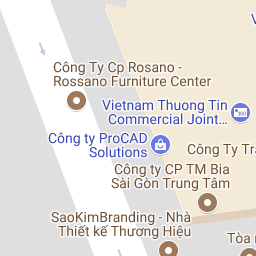 Công Ty Cp Rosano -
Rossano Furniture Center
Vietnam Thuong Tin
Commercial Joint...
Công ty ProCAD
Solutions
Công Ty
Công ty CP TM Bia
Sài Gòn Trung Tâm
SaoKimBranding - Nhà
Thiết kế Thương Hiệu
Tòa